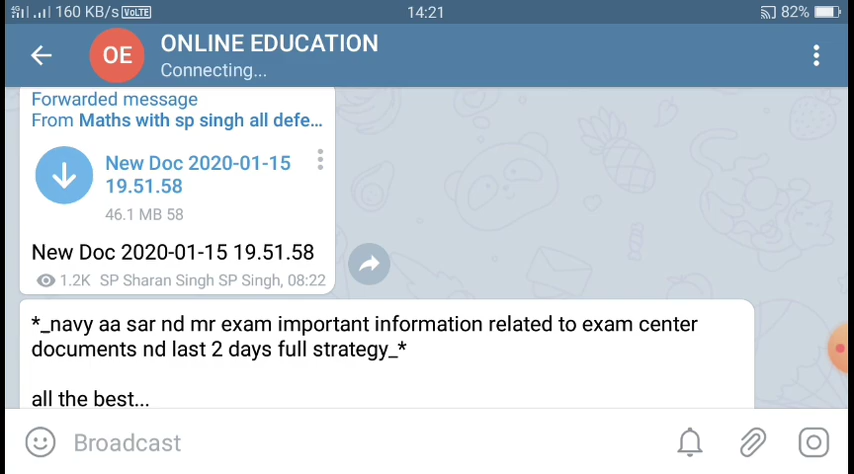 4G 160 KB/s VoLTE 14:21 82%
OE ONLINE EDUCATION
Connecting...
Forwarded message
From Maths with sp singh all defe...
New Doc 2020-01-15
19.51.58
46.1 MB 58
New Doc 2020-01-15 19.51.58
1.2K SP Sharan Singh SP Singh, 08:22
*_navy aa sar nd mr exam important information related to exam center
documents nd last 2 days full strategy_*
all the best...
Broadcast